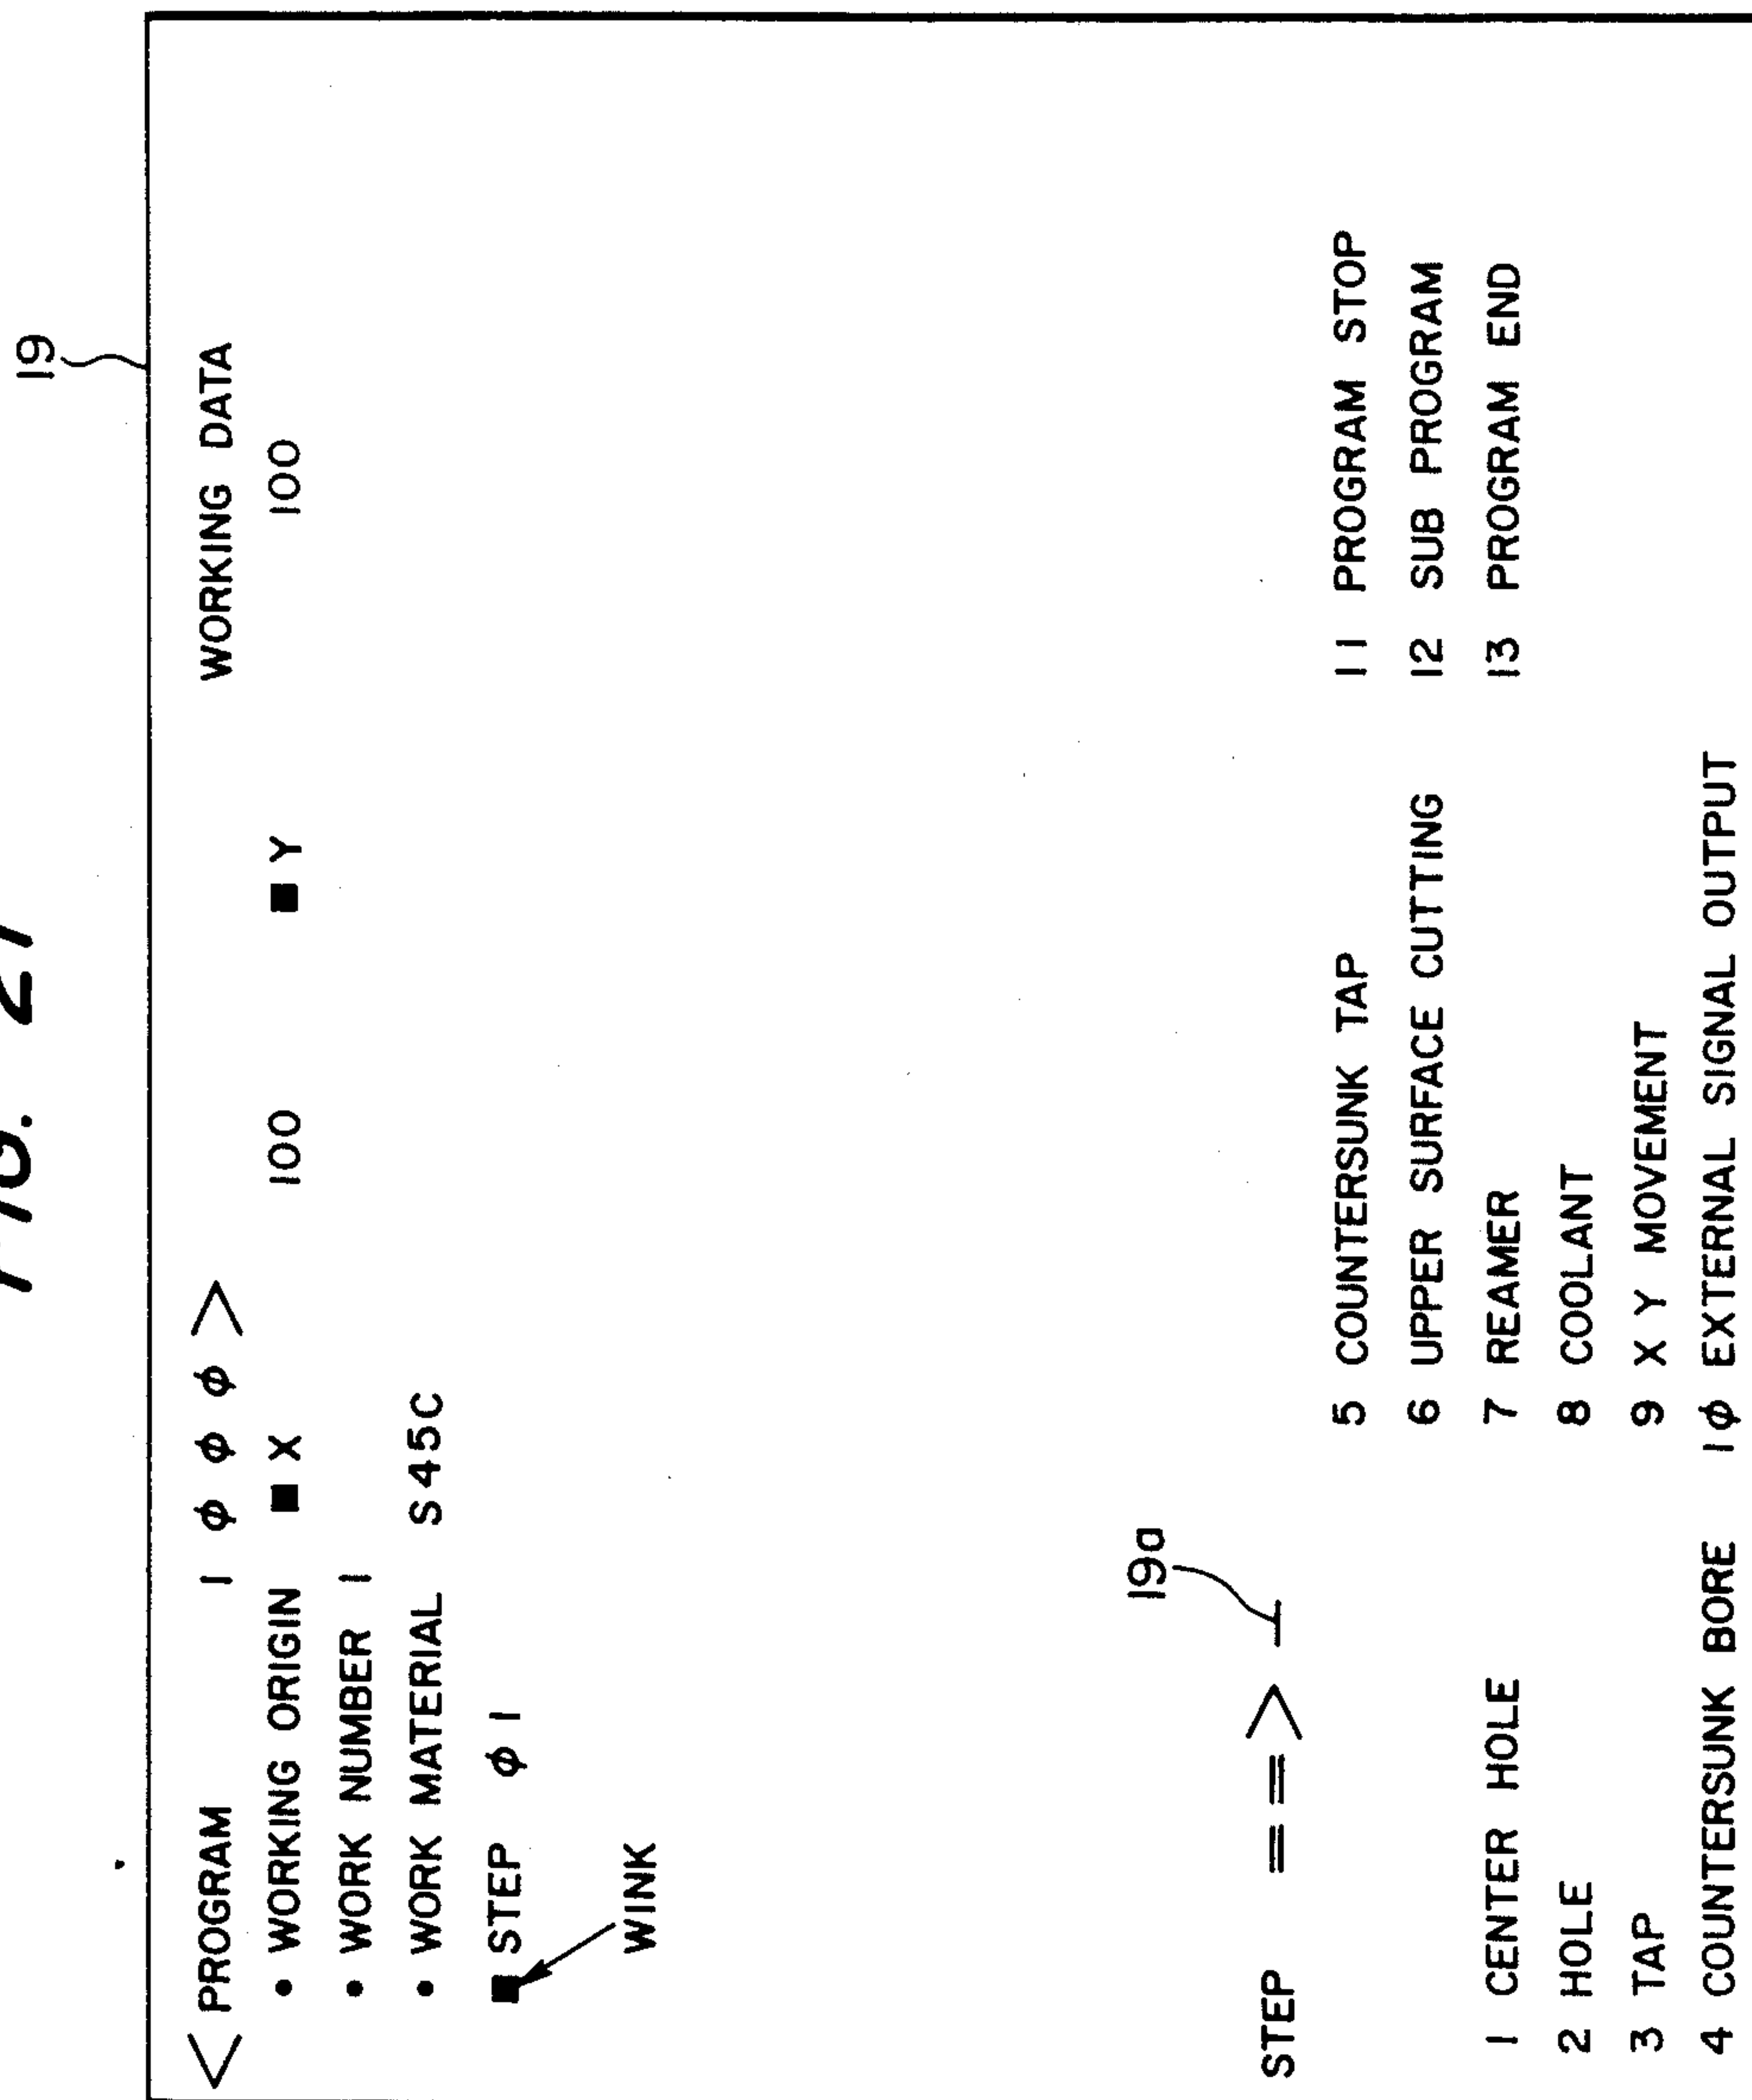 FIG. 21
19
< PROGRAM 1 φ φ φ > WORKING DATA
• WORKING ORIGIN ■ X 100 ■ Y 100
• WORK NUMBER 1
• WORK MATERIAL S45C
■ STEP φ 1
WINK
19a
STEP ==>
5 COUNTERSUNK TAP 11 PROGRAM STOP
6 UPPER SURFACE CUTTING 12 SUB PROGRAM
1 CENTER HOLE 7 REAMER 13 PROGRAM END
2 HOLE 8 COOLANT
3 TAP 9 X Y MOVEMENT
4 COUNTERSUNK BORE 1φ EXTERNAL SIGNAL OUTPUT